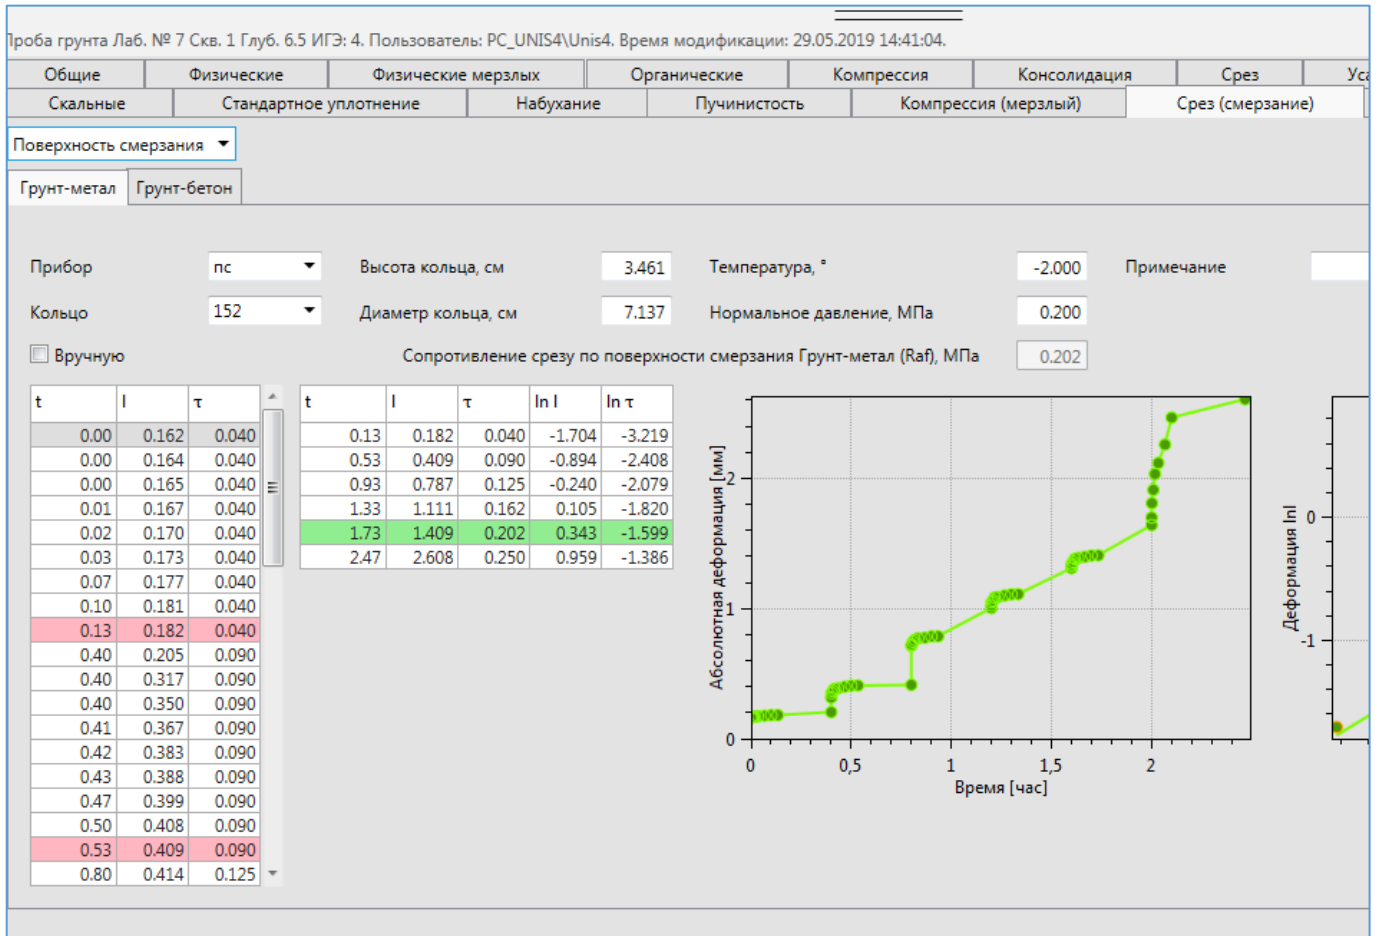 Проба грунта Лаб. № 7 Скв. 1 Глуб. 6.5 ИГЭ: 4. Пользователь: PC_UNIS4\Unis4. Время модификации: 29.05.2019 14:41:04.
Общие Физические Физические мерзлых Органические Компрессия Консолидация Срез Уса
Скальные Стандартное уплотнение Набухание Пучинистость Компрессия (мерзлый) Срез (смерзание)
Поверхность смерзания
Грунт-метал Грунт-бетон
Прибор пс Высота кольца, см 3.461 Температура, ° -2.000 Примечание
Кольцо 152 Диаметр кольца, см 7.137 Нормальное давление, МПа 0.200
Вручную Сопротивление срезу по поверхности смерзания Грунт-метал (Raf), МПа 0.202
t l τ
0.00 0.162 0.040
0.00 0.164 0.040
0.00 0.165 0.040
0.01 0.167 0.040
0.02 0.170 0.040
0.03 0.173 0.040
0.07 0.177 0.040
0.10 0.181 0.040
0.13 0.182 0.040
0.40 0.205 0.090
0.40 0.317 0.090
0.40 0.350 0.090
0.41 0.367 0.090
0.42 0.383 0.090
0.43 0.388 0.090
0.47 0.399 0.090
0.50 0.408 0.090
0.53 0.409 0.090
0.80 0.414 0.125
t l τ ln l ln τ
0.13 0.182 0.040 -1.704 -3.219
0.53 0.409 0.090 -0.894 -2.408
0.93 0.787 0.125 -0.240 -2.079
1.33 1.111 0.162 0.105 -1.820
1.73 1.409 0.202 0.343 -1.599
2.47 2.608 0.250 0.959 -1.386
Абсолютная деформация [мм]
2
1
0
0 0,5 1 1,5 2
Время [час]
Деформация lnl
0
-1